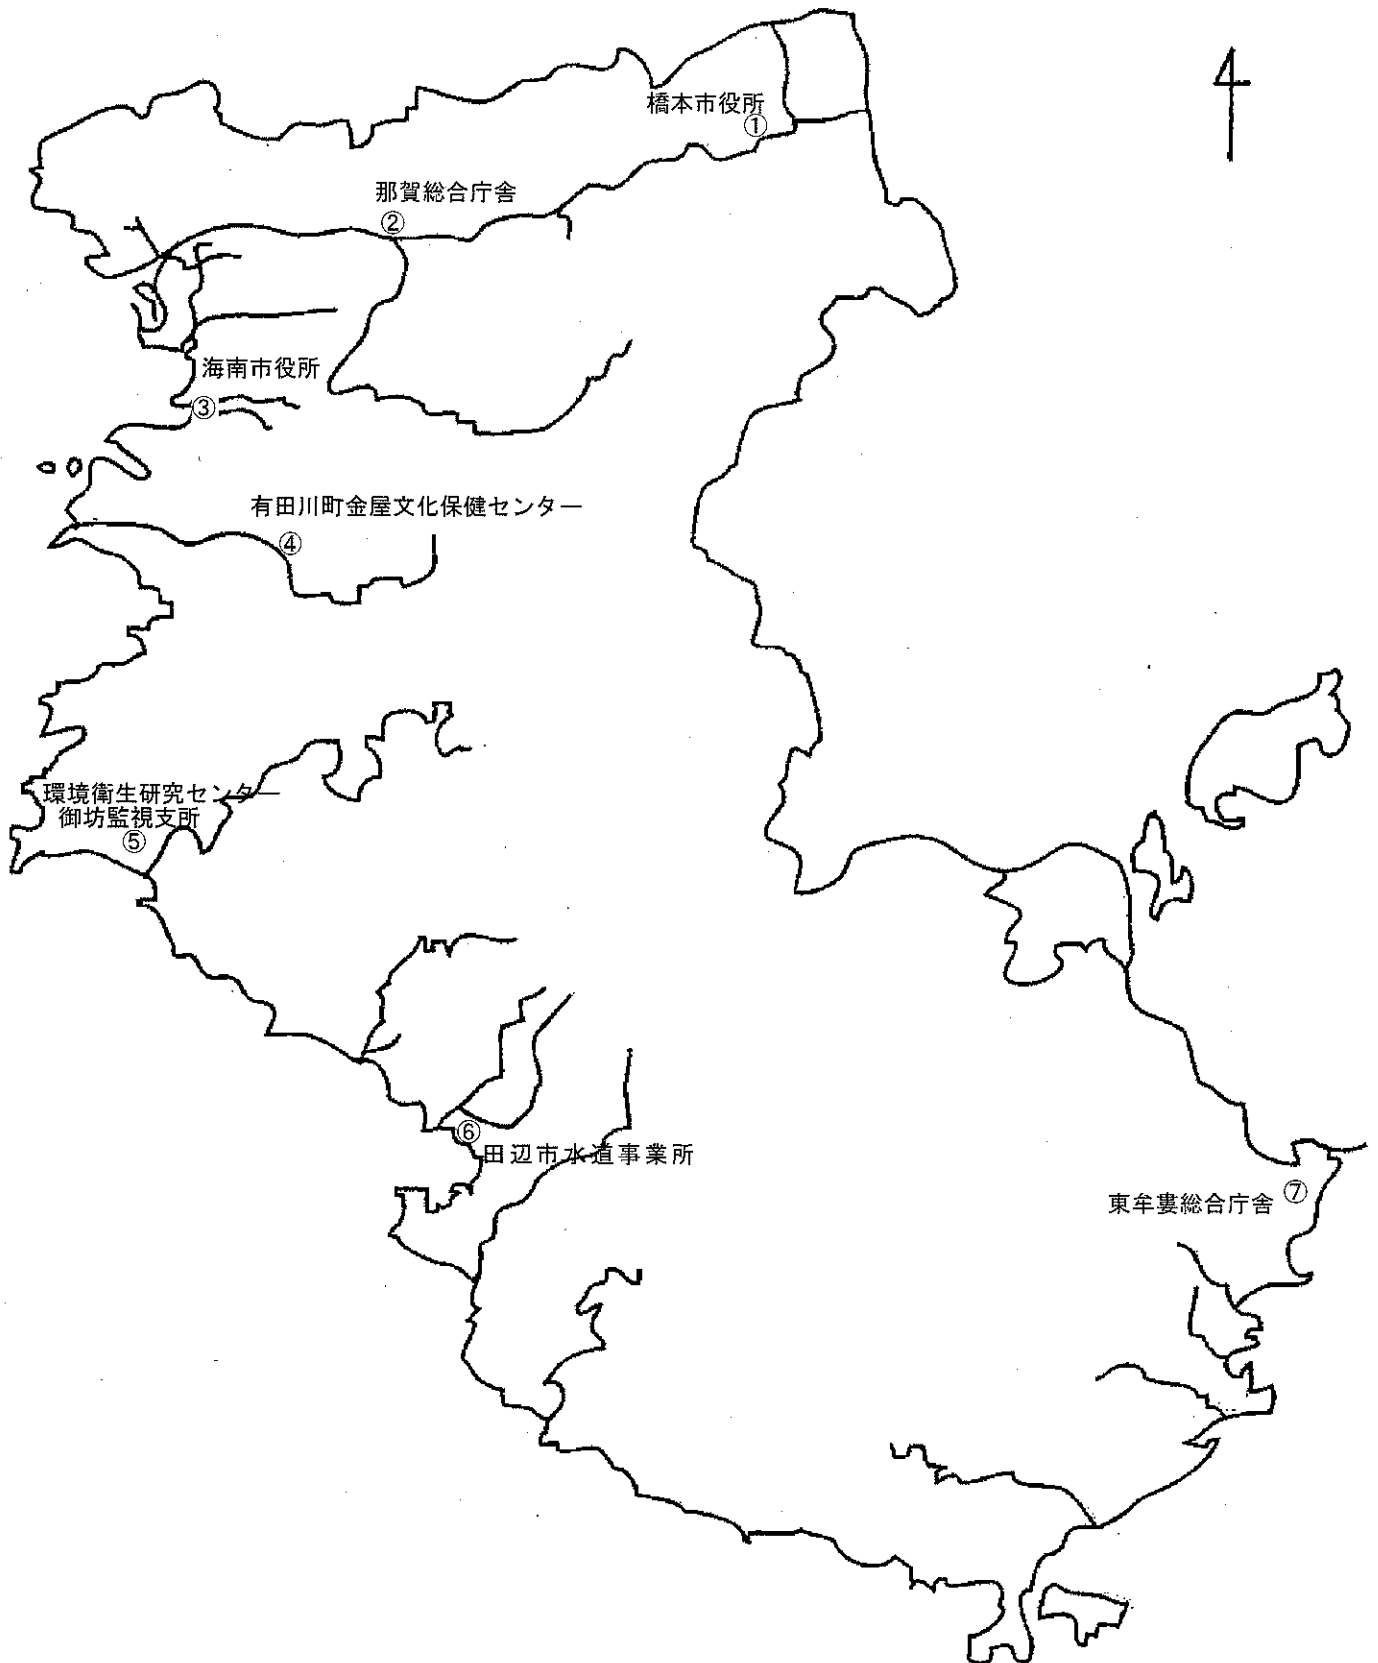 橋本市役所
①
那賀総合庁舎
②
海南市役所
③
有田川町金屋文化保健センター
④
環境衛生研究センター
御坊監視支所
⑤
⑥
田辺市水道事業所
⑦
東牟婁総合庁舎